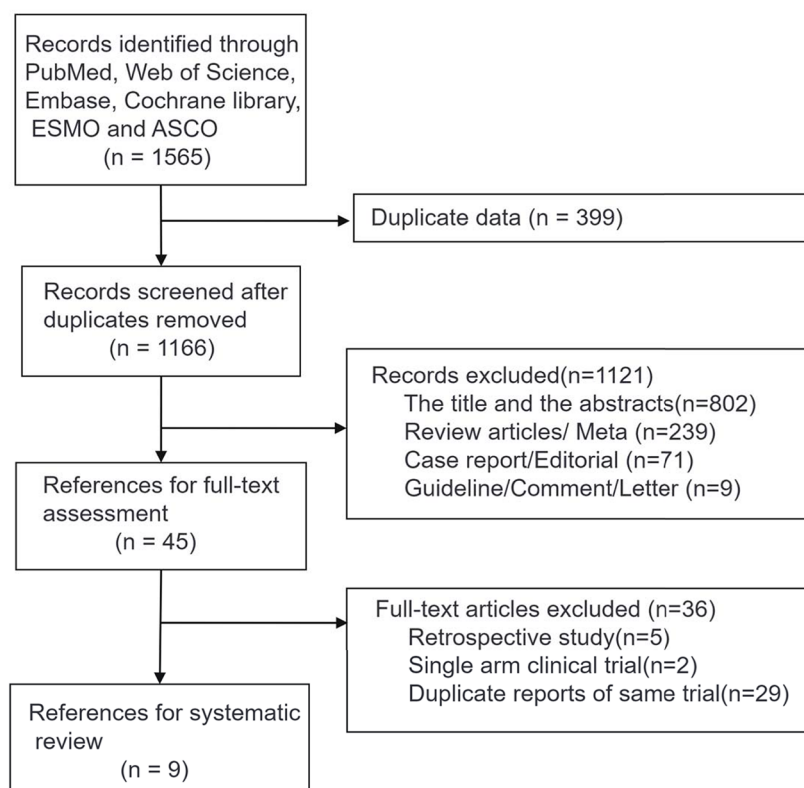 Records identified through
PubMed, Web of Science,
Embase, Cochrane library,
ESMO and ASCO
(n = 1565)
Duplicate data (n = 399)
Records screened after
duplicates removed
(n = 1166)
Records excluded(n=1121)
The title and the abstracts(n=802)
Review articles/ Meta (n=239)
Case report/Editorial (n=71)
Guideline/Comment/Letter (n=9)
References for full-text
assessment
(n = 45)
Full-text articles excluded (n=36)
Retrospective study(n=5)
Single arm clinical trial(n=2)
Duplicate reports of same trial(n=29)
References for systematic
review
(n = 9)